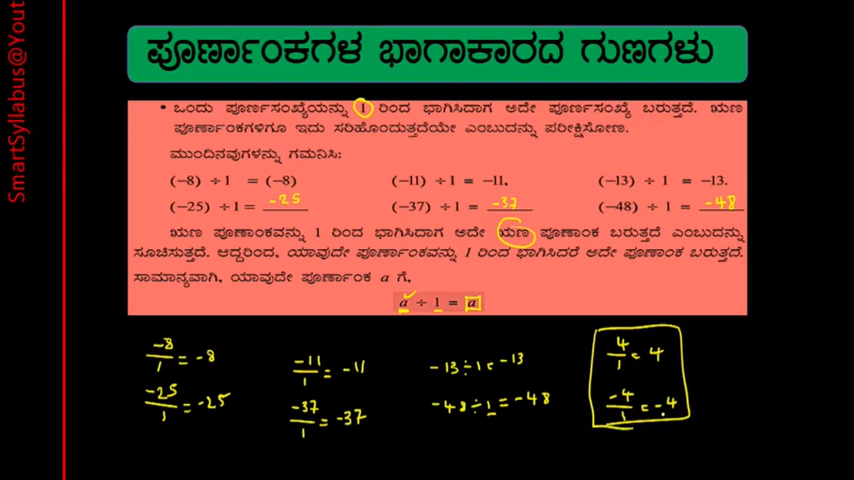 SmartSyllabus@Yout
ಪೂರ್ಣಾಂಕಗಳ ಭಾಗಾಕಾರದ ಗುಣಗಳು
• ಒಂದು ಪೂರ್ಣಸಂಖ್ಯೆಯನ್ನು 1 ರಿಂದ ಭಾಗಿಸಿದಾಗ ಅದೇ ಪೂರ್ಣಸಂಖ್ಯೆ ಬರುತ್ತದೆ. ಋಣ
ಪೂರ್ಣಾಂಕಗಳಿಗೂ ಇದು ಸರಿಹೊಂದುತ್ತದೆಯೇ ಎಂಬುದನ್ನು ಪರೀಕ್ಷಿಸೋಣ.
ಮುಂದಿನವುಗಳನ್ನು ಗಮನಿಸಿ:
(−8) ÷1 = (−8) (−11) ÷1 = −11, (−13) ÷ 1 = −13.
(−25) ÷1 = -25 (−37) ÷1 = -37 (−48) ÷ 1 = -48
ಋಣ ಪೂಣಾಂಕವನ್ನು 1 ರಿಂದ ಭಾಗಿಸಿದಾಗ ಅದೇ ಋಣ ಪೂಣಾಂಕ ಬರುತ್ತದೆ ಎಂಬುದನ್ನು
ಸೂಚಿಸುತ್ತದೆ. ಆದ್ದರಿಂದ, ಯಾವುದೇ ಪೂರ್ಣಾಂಕವನ್ನು 1 ರಿಂದ ಭಾಗಿಸಿದರೆ ಅದೇ ಪೂಣಾಂಕ ಬರುತ್ತದೆ.
ಸಾಮಾನ್ಯವಾಗಿ, ಯಾವುದೇ ಪೂರ್ಣಾಂಕ a ಗೆ,
a ÷ 1 = a
-8/1 = -8 -11/1 = -11 -13÷1= -13 4/1 = 4
-25/1 = -25 -37/1 = -37 -48÷1 = -48 -4/1 = -4